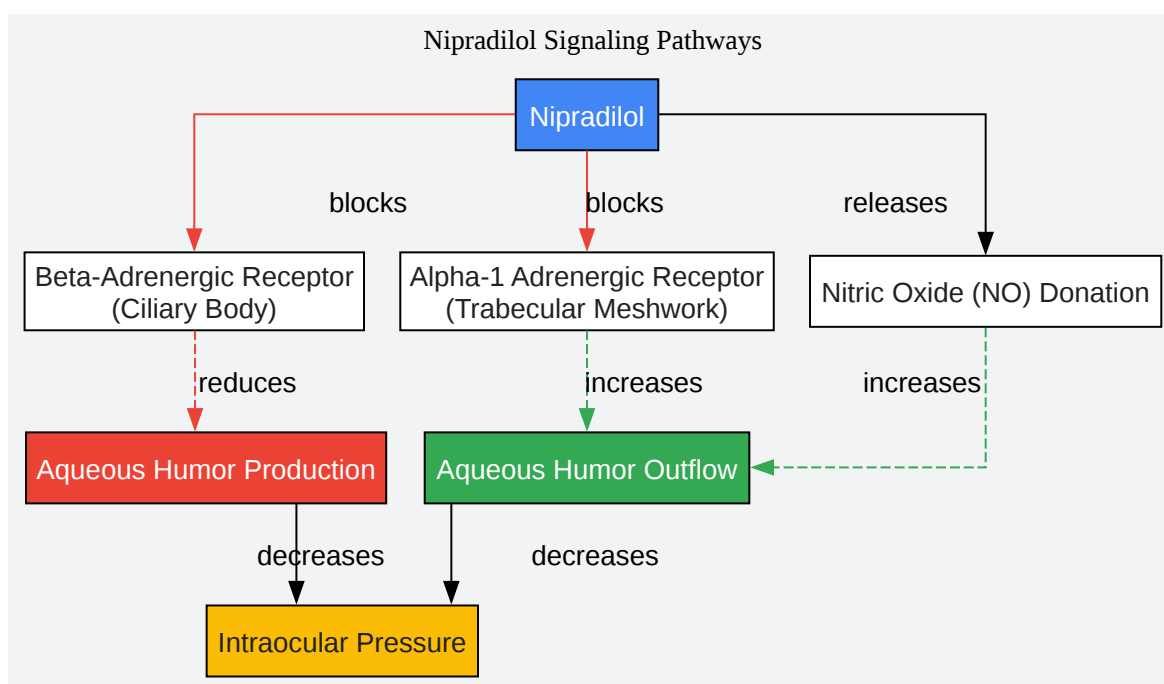 Nipradilol Signaling Pathways
Nipradilol
blocks
blocks
releases
Beta-Adrenergic Receptor
(Ciliary Body)
Alpha-1 Adrenergic Receptor
(Trabecular Meshwork)
Nitric Oxide (NO) Donation
reduces
increases
increases
Aqueous Humor Production
Aqueous Humor Outflow
decreases
decreases
Intraocular Pressure